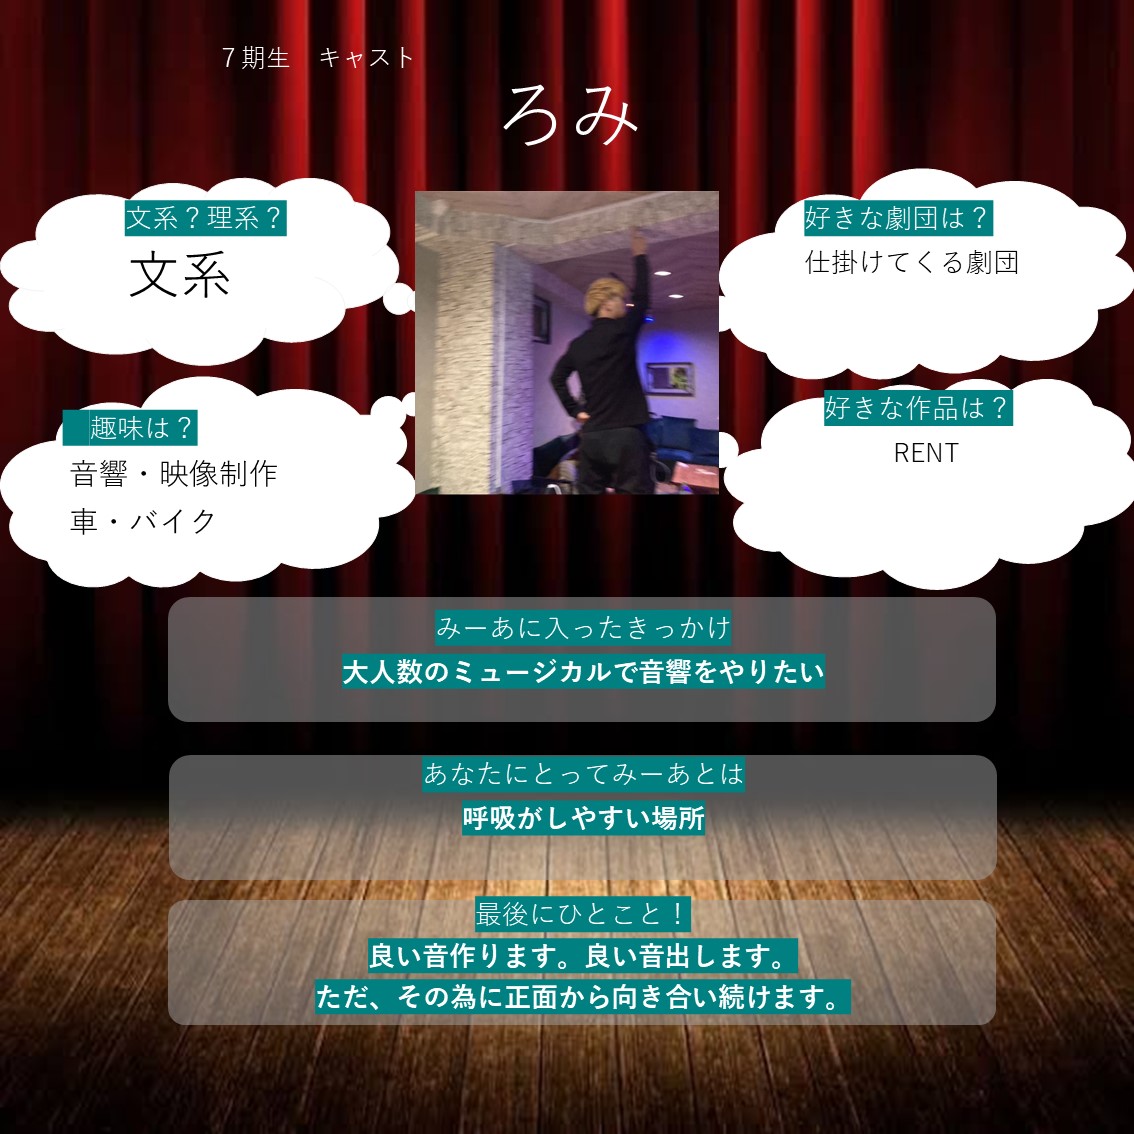 ７期生　キャスト
ろみ
文系？理系？
文系
趣味は？
音響・映像制作
車・バイク
好きな劇団は？
仕掛けてくる劇団
好きな作品は？
RENT
みーあに入ったきっかけ
大人数のミュージカルで音響をやりたい
あなたにとってみーあとは
呼吸がしやすい場所
最後にひとこと！
良い音作ります。良い音出します。
ただ、その為に正面から向き合い続けます。